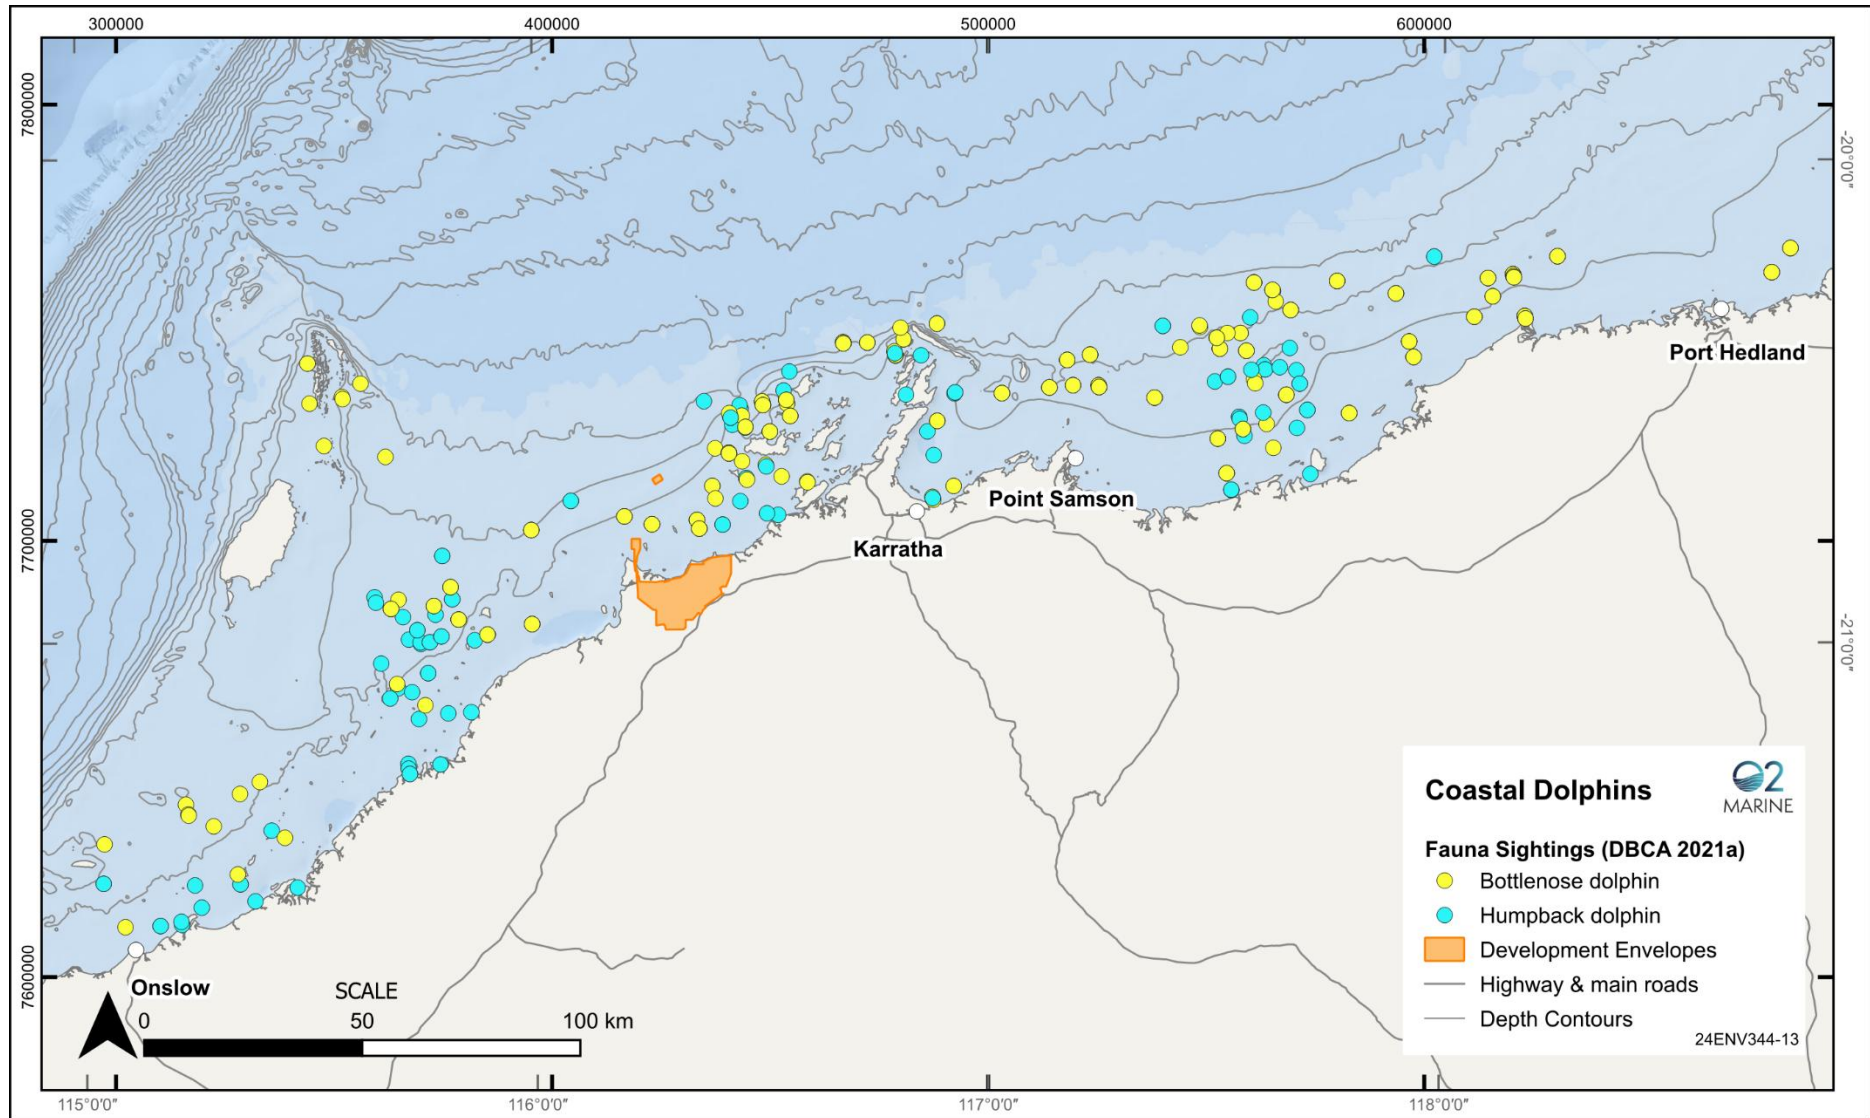 300000
400000
500000
600000
7800000
-20°0'0"
Port Hedland
7700000
Point Samson
Karratha
-21°0'0"
Coastal Dolphins
O2
MARINE
Fauna Sightings (DBCA 2021a)
Bottlenose dolphin
Humpback dolphin
Development Envelopes
Highway & main roads
Depth Contours
24ENV344-13
7600000
Onslow
SCALE
0
50
100 km
115°0'0"
116°0'0"
117°0'0"
118°0'0"